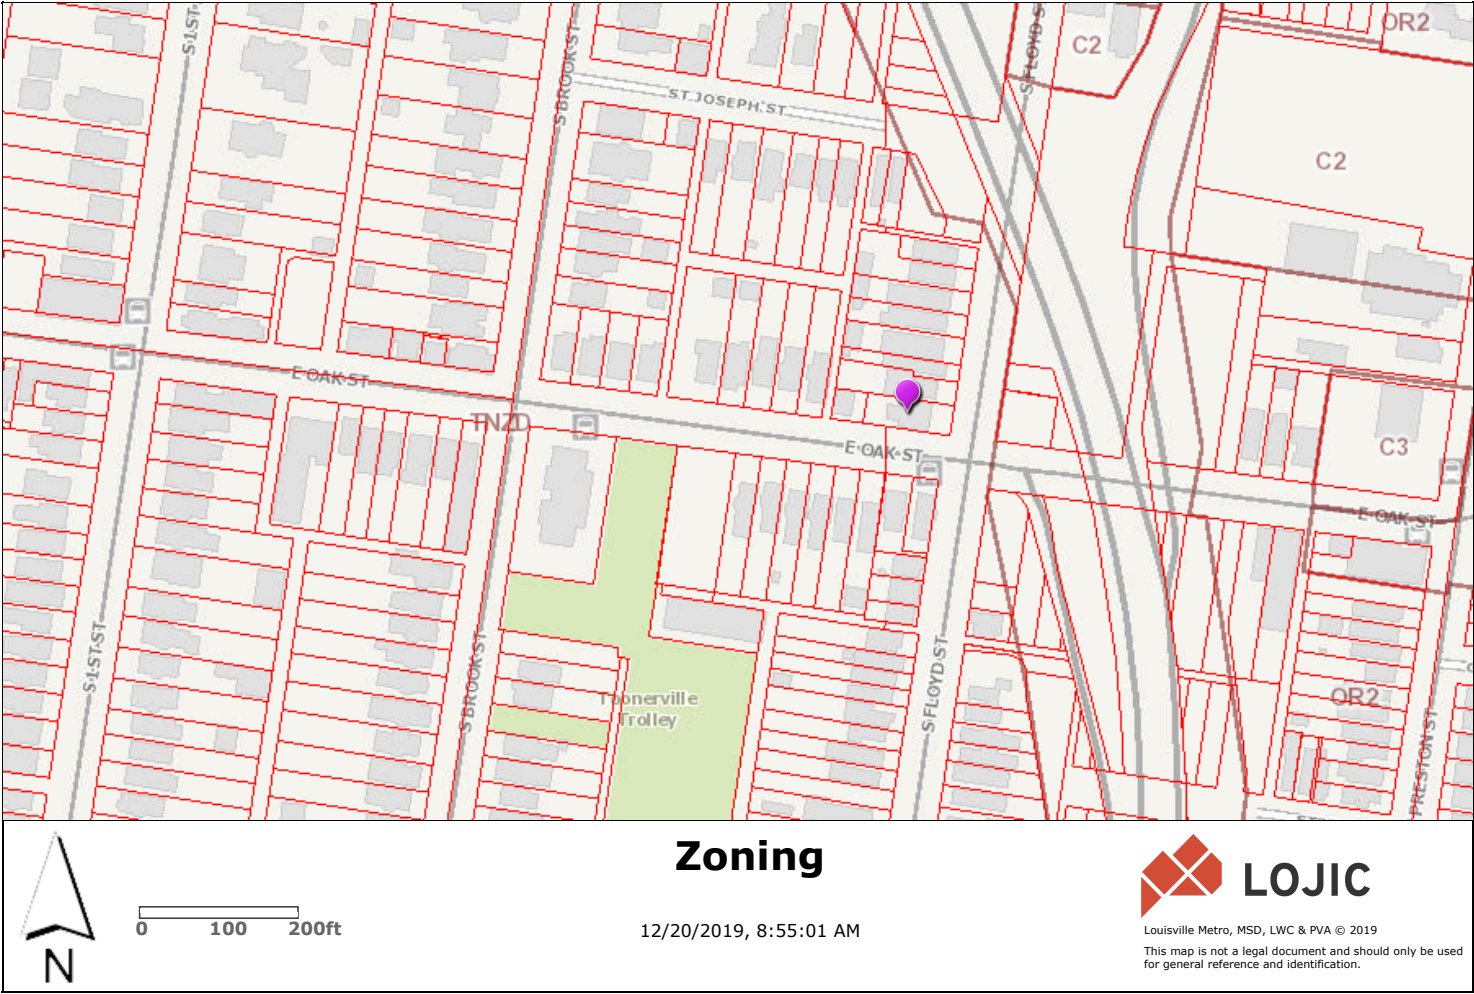 S 1 ST
S BROOK ST
S FLOYD S
C2
OR2
ST JOSEPH ST
C2
E OAK ST
TNZD
E OAK ST
C3
E OAK ST
S 1 ST
S BROOK ST
S FLOYD ST
Toonerville
Trolley
OR2
PRESTON ST
Zoning
LOJIC
0 100 200ft
12/20/2019, 8:55:01 AM
Louisville Metro, MSD, LWC & PVA © 2019
This map is not a legal document and should only be used
for general reference and identification.
N